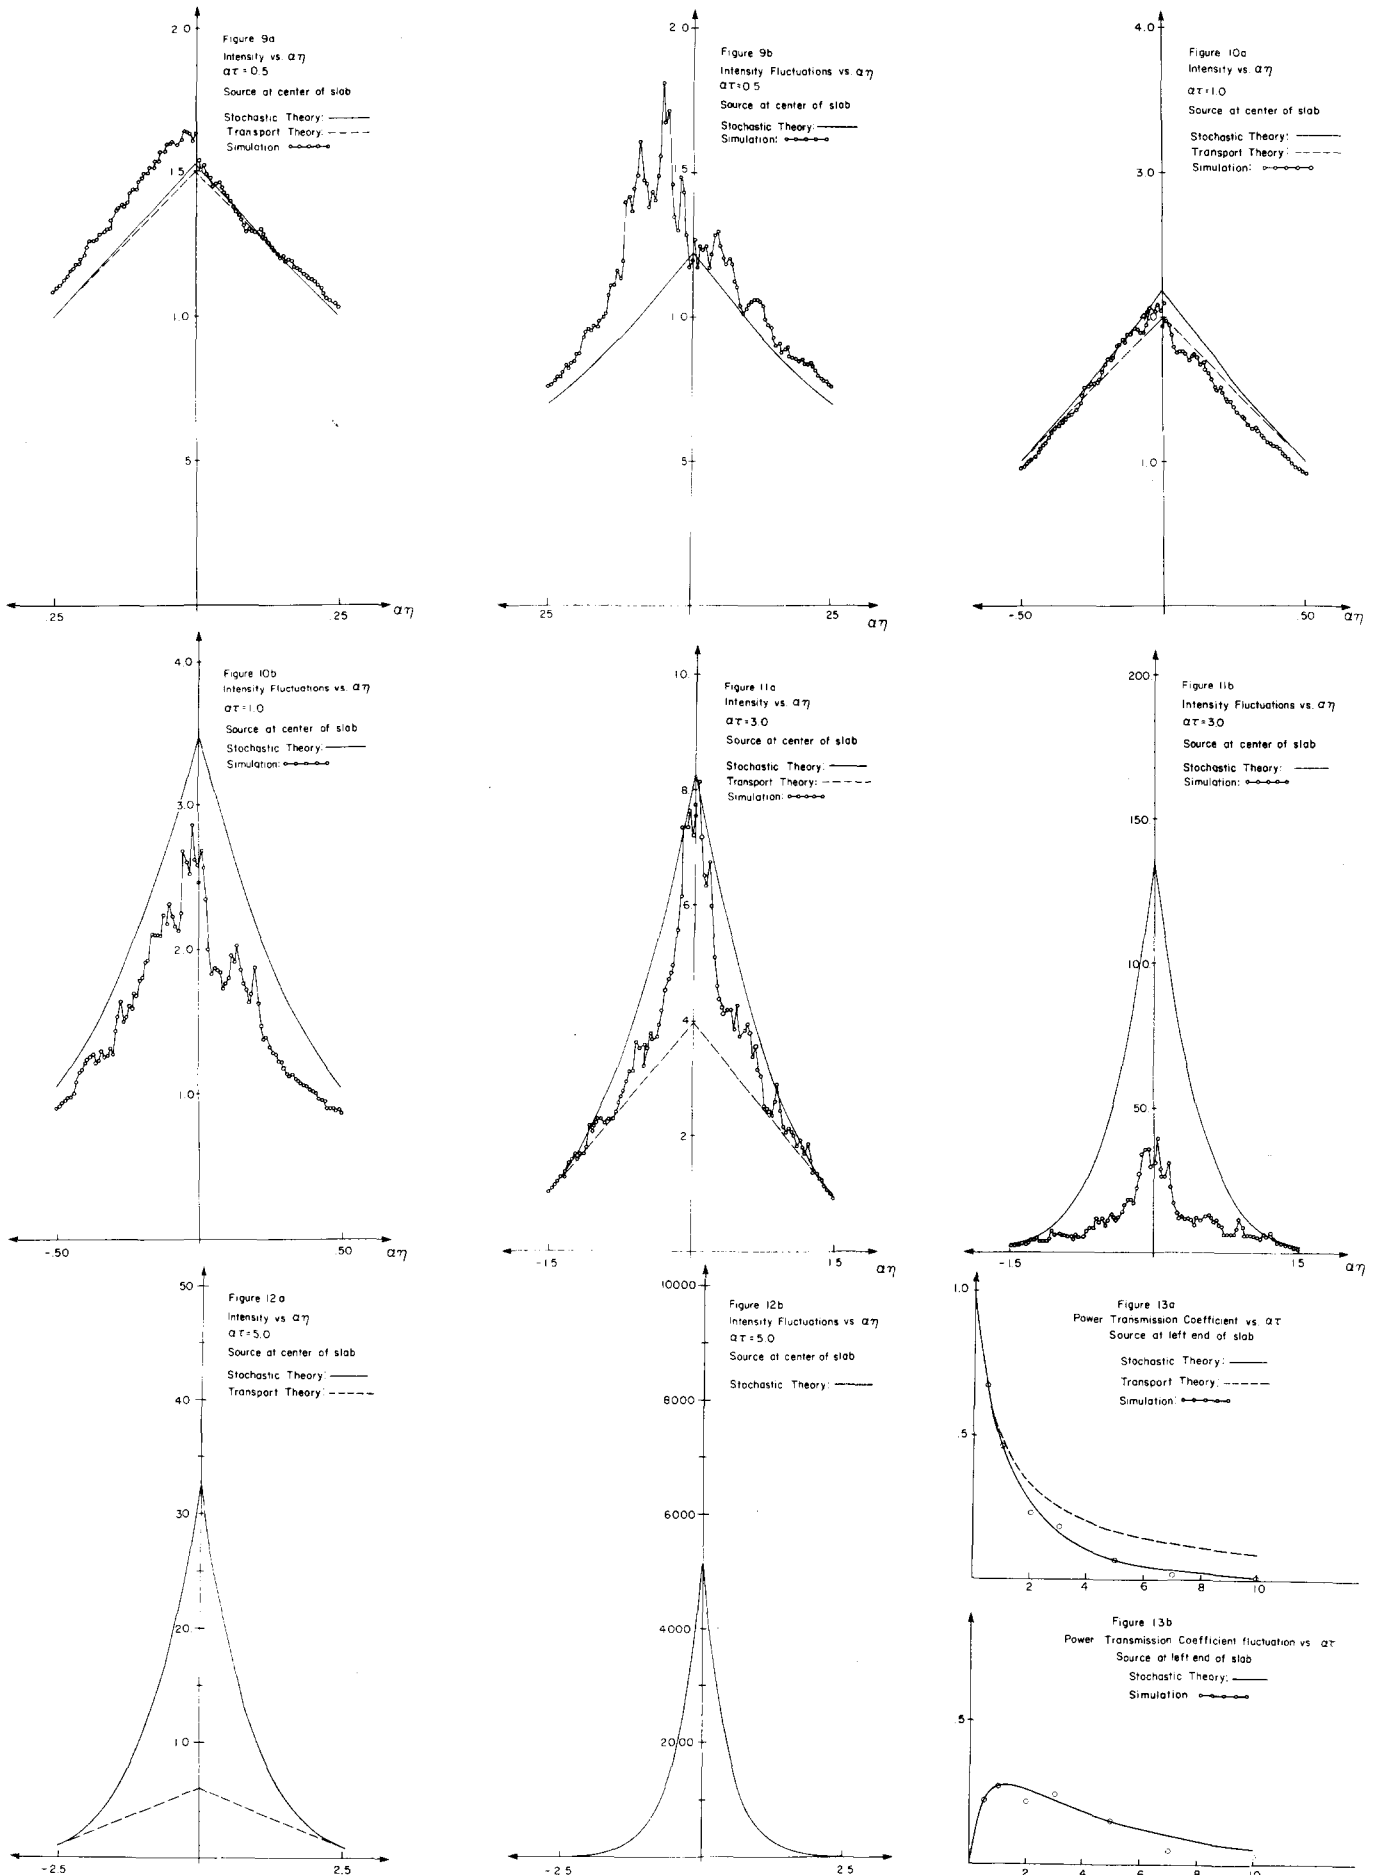 Figure 9a
Intensity vs. αη
ατ = 0.5
Source at center of slab
Stochastic Theory:
Transport Theory:
Simulation
2.0
1.5
1.0
.5
.25
.25
αη
Figure 9b
Intensity Fluctuations vs. αη
ατ = 0.5
Source at center of slab
Stochastic Theory:
Simulation:
2.0
1.5
1.0
.5
.25
.25
αη
Figure 10a
Intensity vs. αη
ατ = 1.0
Source at center of slab
Stochastic Theory:
Transport Theory:
Simulation:
4.0
3.0
1.0
-.50
.50
αη
Figure 10b
Intensity Fluctuations vs. αη
ατ = 1.0
Source at center of slab
Stochastic Theory:
Simulation:
4.0
3.0
2.0
1.0
-.50
.50
αη
Figure 11a
Intensity vs. αη
ατ = 3.0
Source at center of slab
Stochastic Theory:
Transport Theory:
Simulation:
10.
8.
6.
4.
2.
-1.5
1.5
αη
Figure 11b
Intensity Fluctuations vs. αη
ατ = 3.0
Source at center of slab
Stochastic Theory:
Simulation:
200.
150.
100.
50.
-1.5
1.5
αη
Figure 12a
Intensity vs αη
ατ = 5.0
Source at center of slab
Stochastic Theory:
Transport Theory:
50
40
30
20
10
-2.5
2.5
Figure 12b
Intensity Fluctuations vs αη
ατ = 5.0
Source at center of slab
Stochastic Theory:
10000
8000
6000
4000
2000
-2.5
2.5
Figure 13a
Power Transmission Coefficient vs. ατ
Source at left end of slab
Stochastic Theory:
Transport Theory:
Simulation:
1.0
.5
2
4
6
8
10
Figure 13b
Power Transmission Coefficient fluctuation vs. ατ
Source at left end of slab
Stochastic Theory:
Simulation
.5
2
4
6
8
10